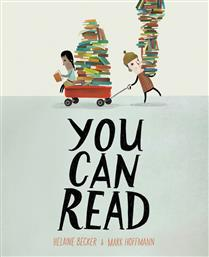 YOU
CAN
READ
HELAINE BECKER & MARK HOFFMANN